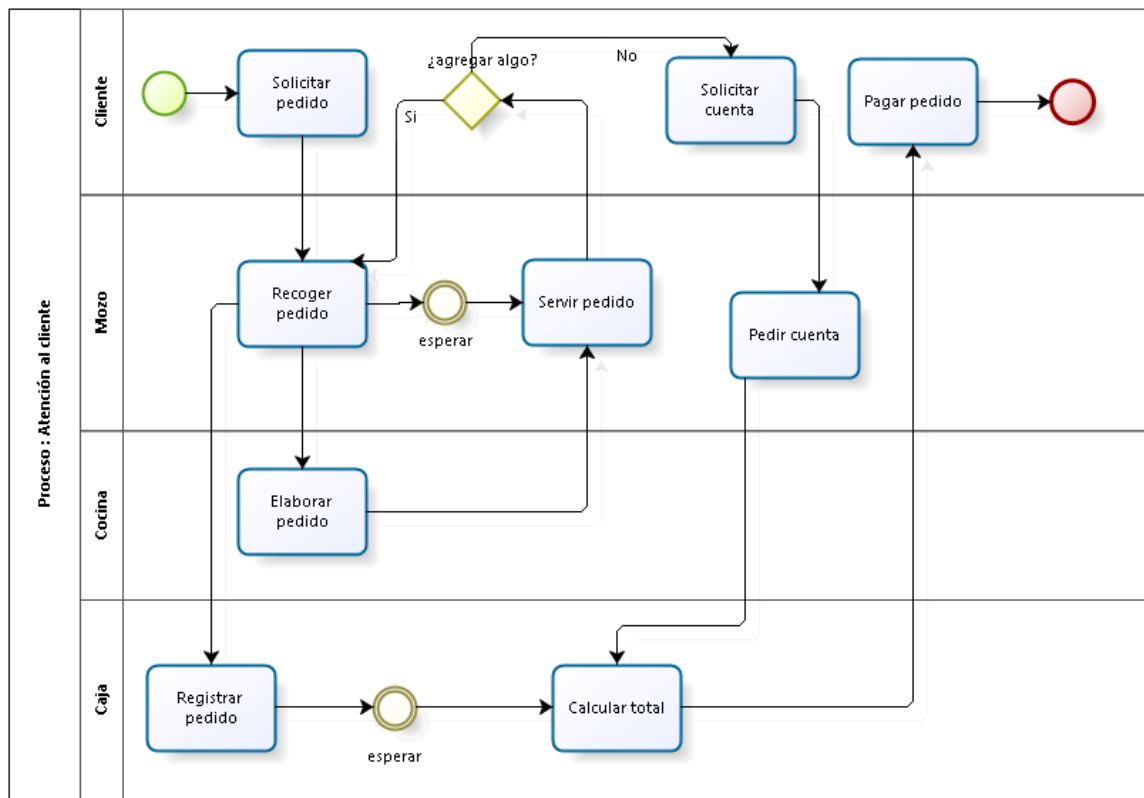 Proceso : Atención al cliente
Cliente
Solicitar
pedido
¿agregar algo?
No
Si
Solicitar
cuenta
Pagar pedido
Mozo
Recoger
pedido
esperar
Servir pedido
Pedir cuenta
Cocina
Elaborar
pedido
Caja
Registrar
pedido
esperar
Calcular total